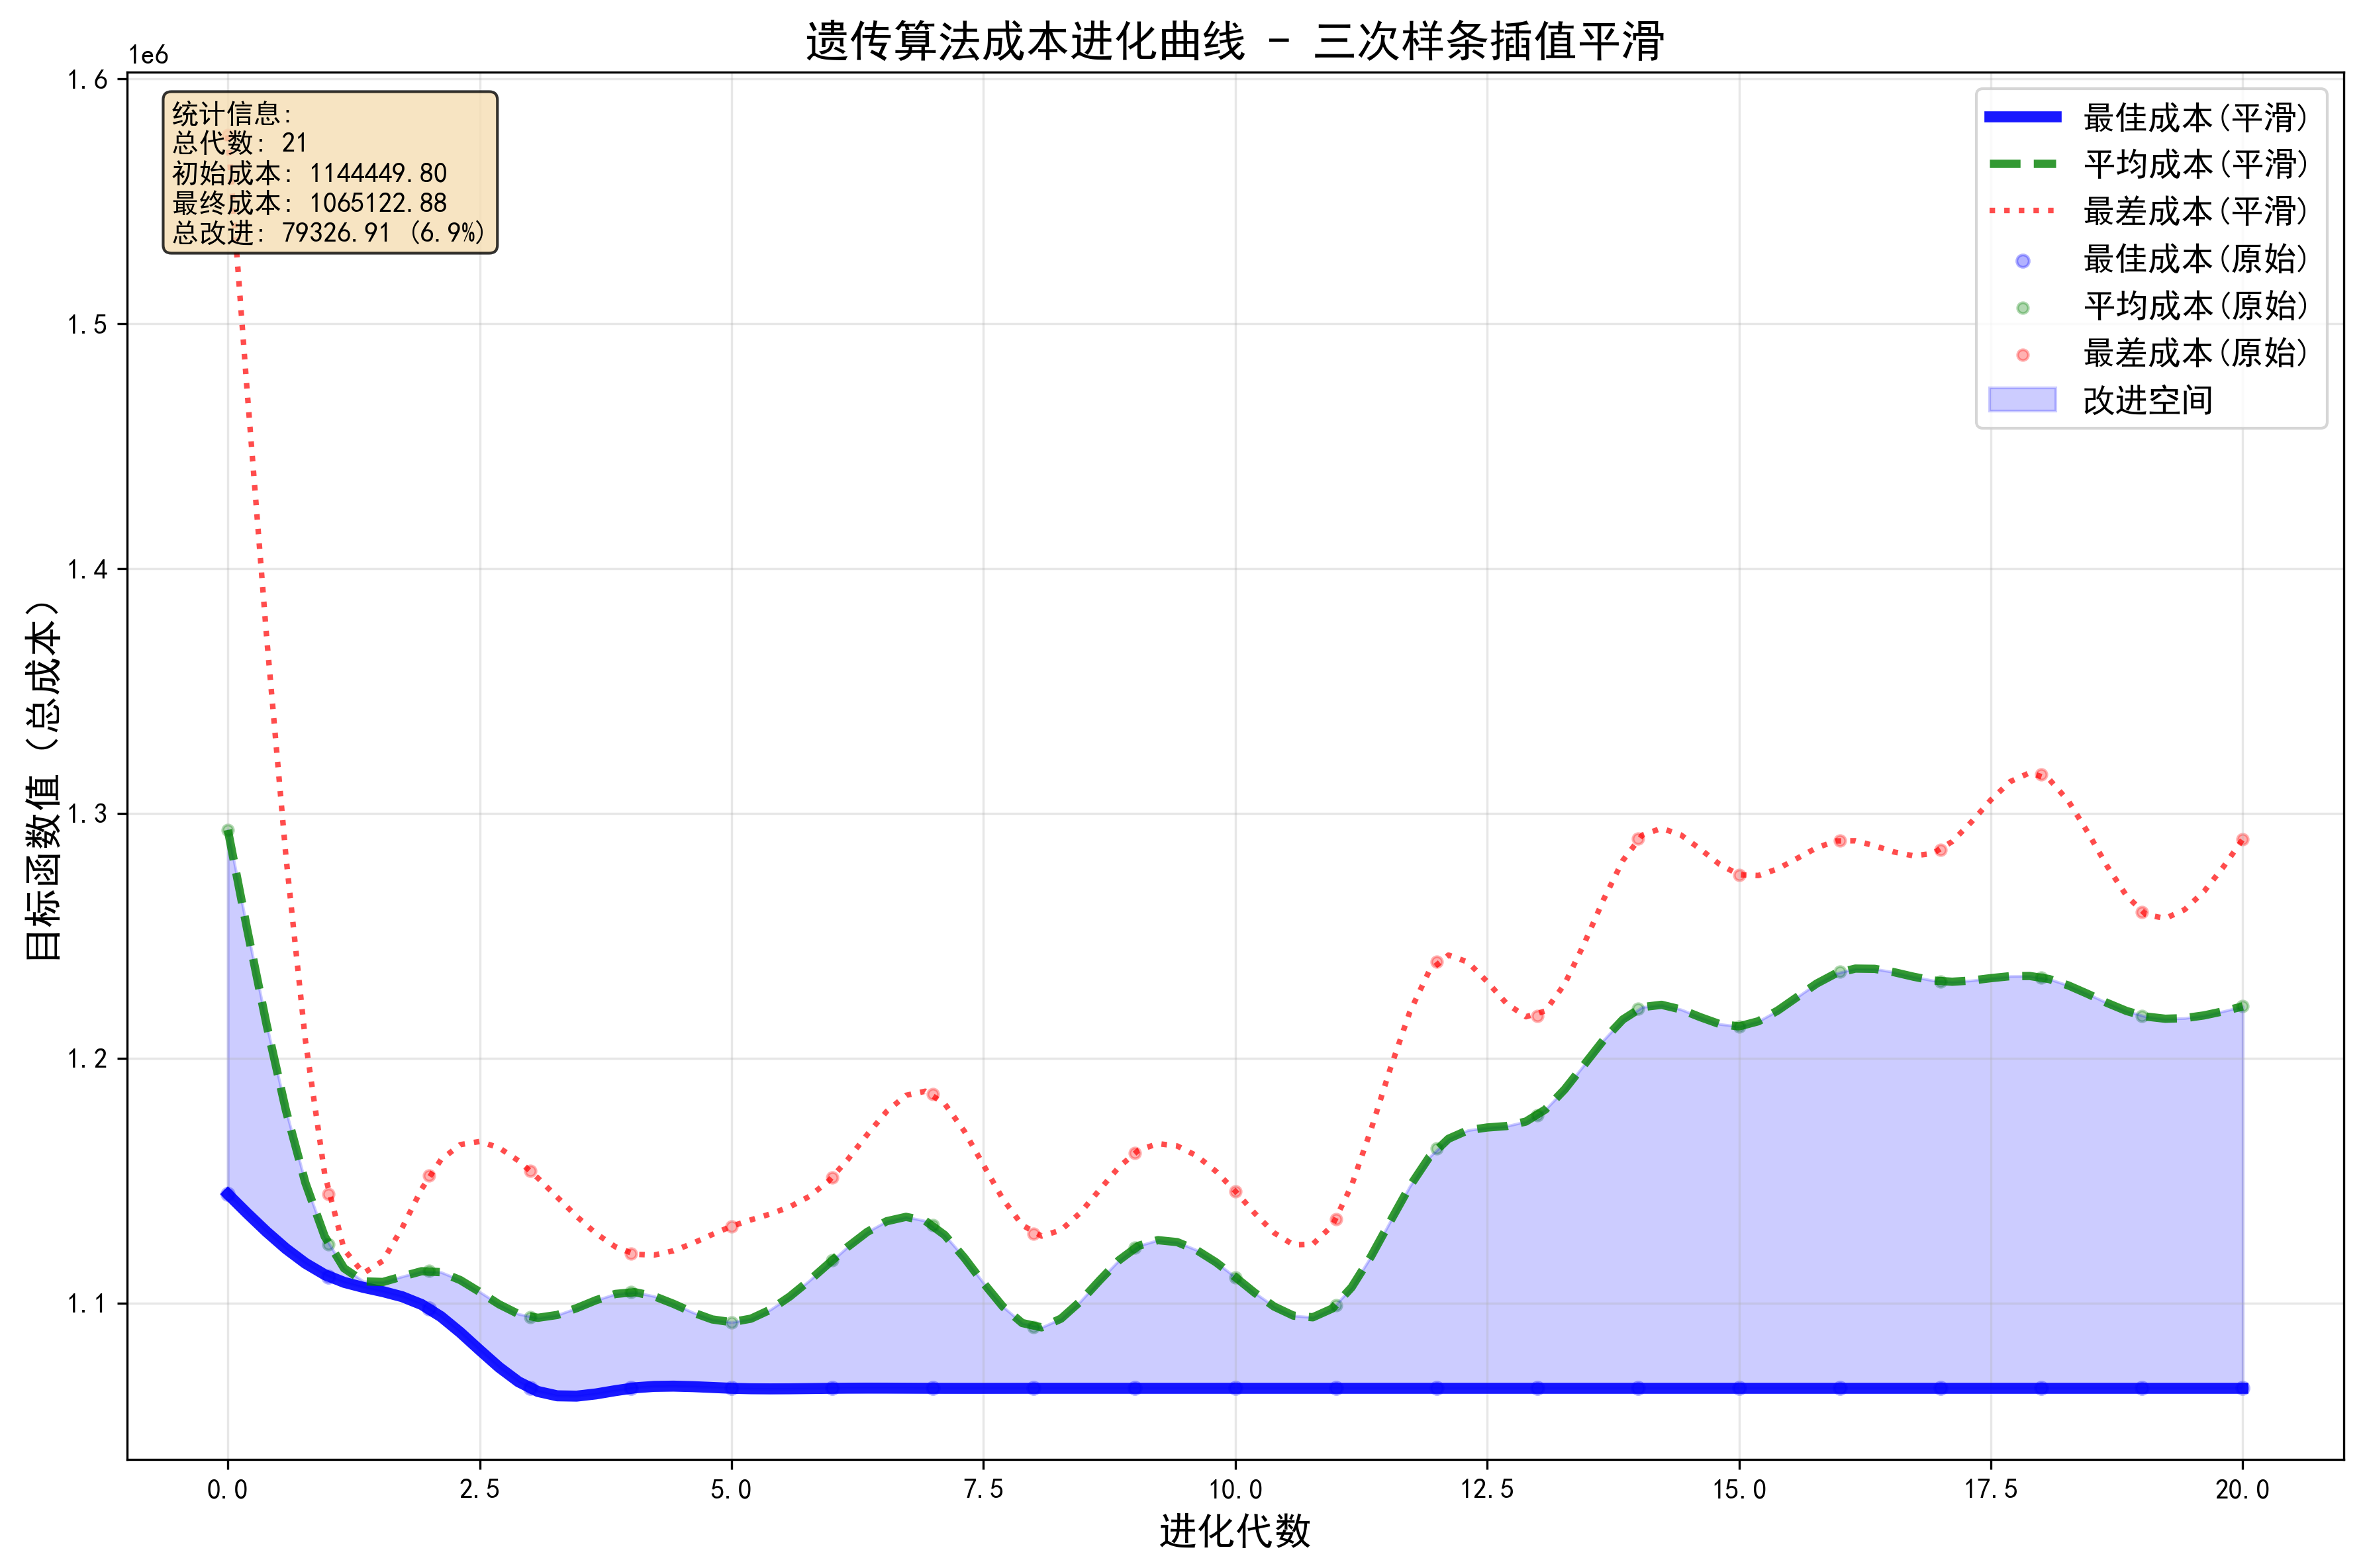 遗传算法成本进化曲线 - 三次样条插值平滑
1e6
1.6
1.5
1.4
1.3
1.2
1.1
目标函数值 (总成本)
统计信息:
总代数: 21
初始成本: 1144449.80
最终成本: 1065122.88
总改进: 79326.91 (6.9%)
最佳成本(平滑)
平均成本(平滑)
最差成本(平滑)
最佳成本(原始)
平均成本(原始)
最差成本(原始)
改进空间
0.0 2.5 5.0 7.5 10.0 12.5 15.0 17.5 20.0
进化代数